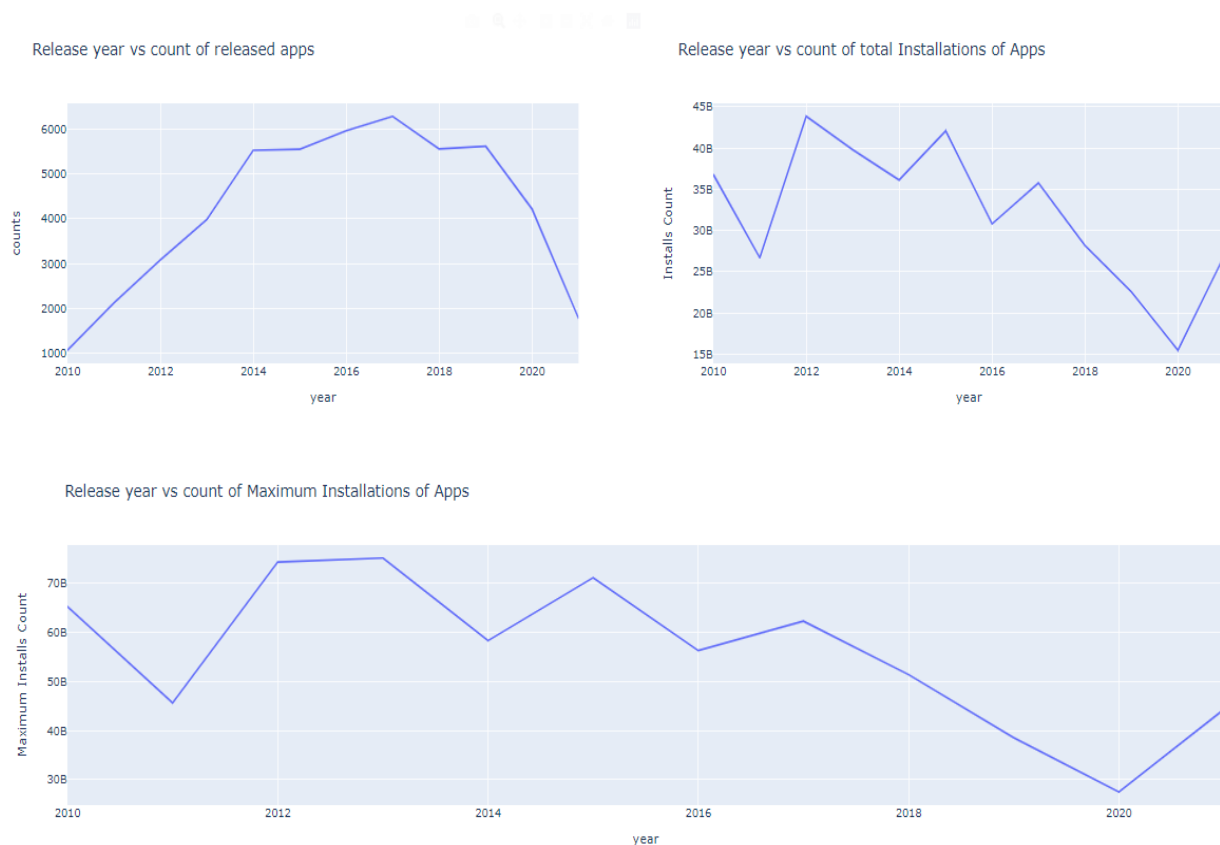 Release year vs count of released apps
counts
6000
5000
4000
3000
2000
1000
2010
2012
2014
2016
2018
2020
year
Release year vs count of total Installations of Apps
Installs Count
45B
40B
35B
30B
25B
20B
15B
2010
2012
2014
2016
2018
2020
year
Release year vs count of Maximum Installations of Apps
Maximum Installs Count
70B
60B
50B
40B
30B
2010
2012
2014
2016
2018
2020
year